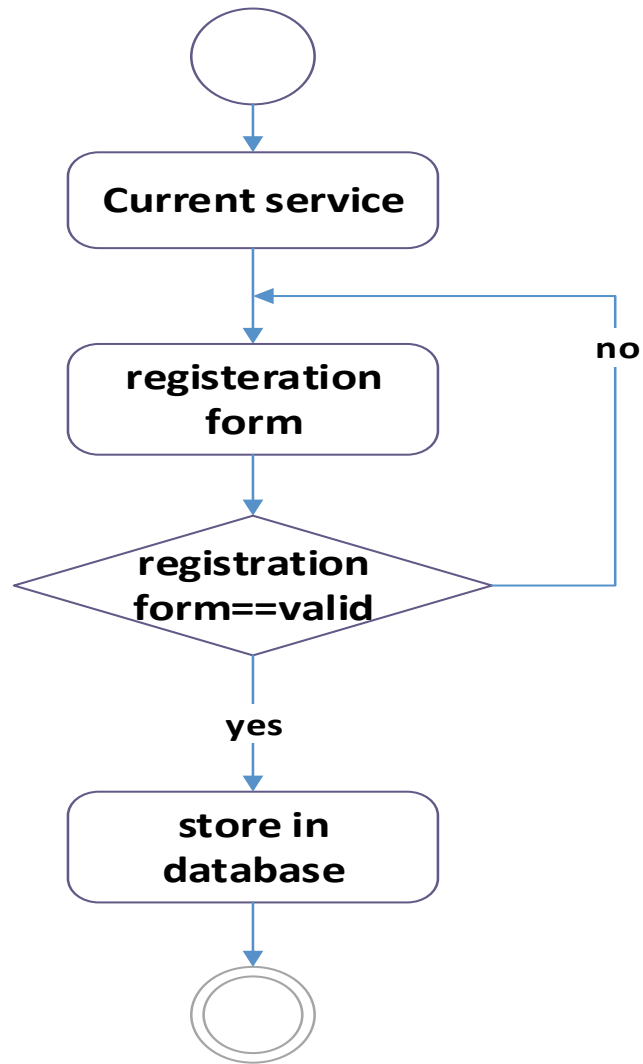 Current service
registeration
form
no
registration
form==valid
yes
store in
database